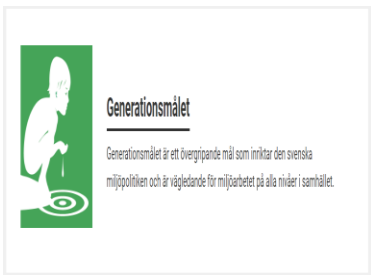 Generationsmålet
Generationsmålet är ett övergripande mål som inriktar den svenska
miljöpolitiken och är vägledande för miljöarbetet på alla nivåer i samhället.